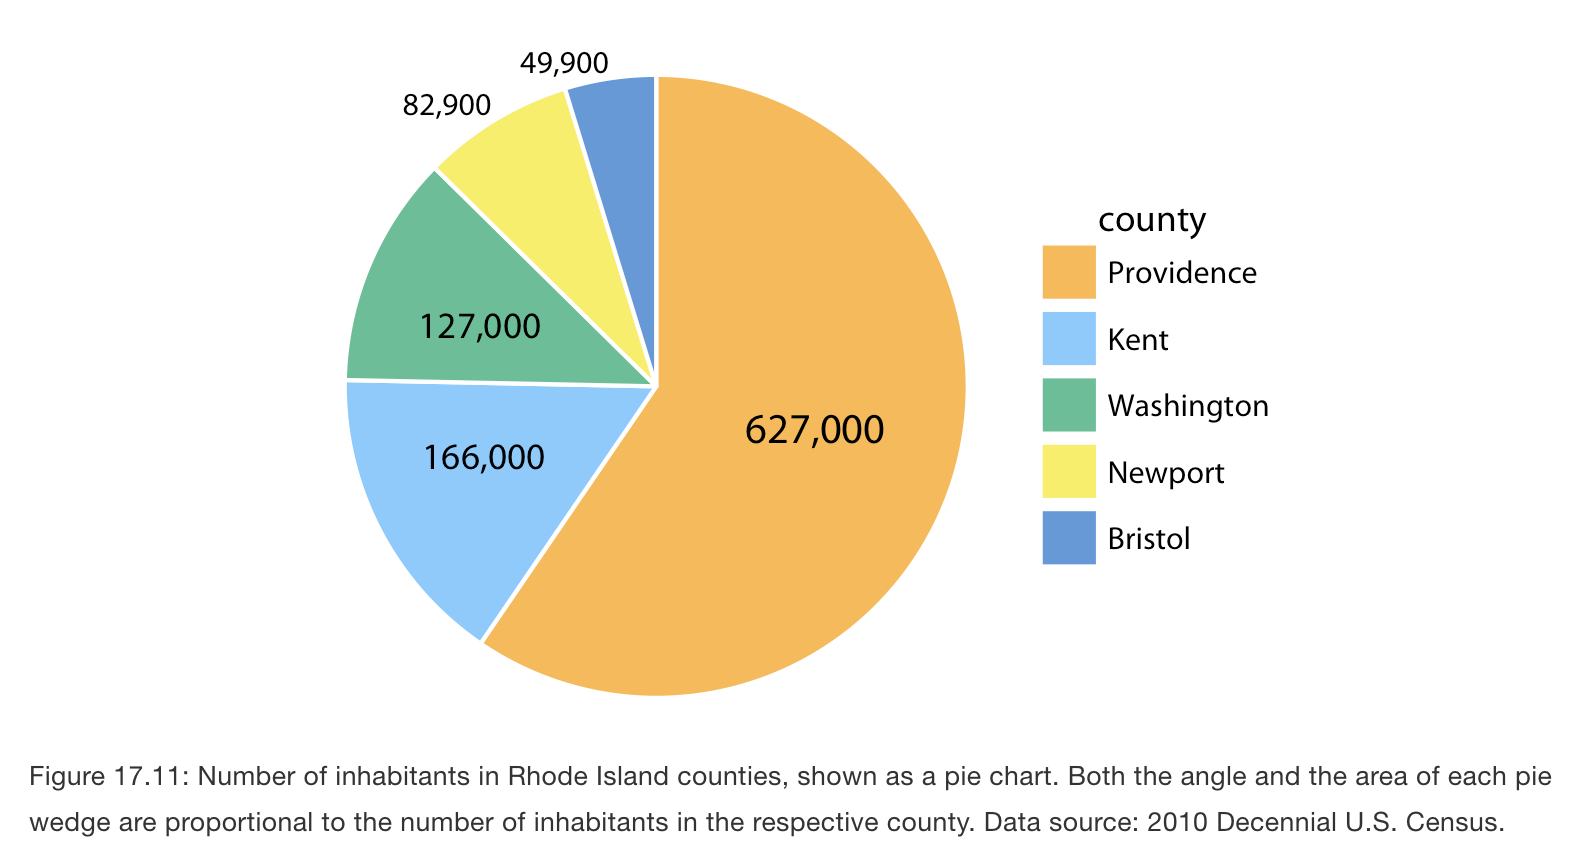 49,900
82,900
127,000
166,000
627,000
county
Providence
Kent
Washington
Newport
Bristol
Figure 17.11: Number of inhabitants in Rhode Island counties, shown as a pie chart. Both the angle and the area of each pie
wedge are proportional to the number of inhabitants in the respective county. Data source: 2010 Decennial U.S. Census.